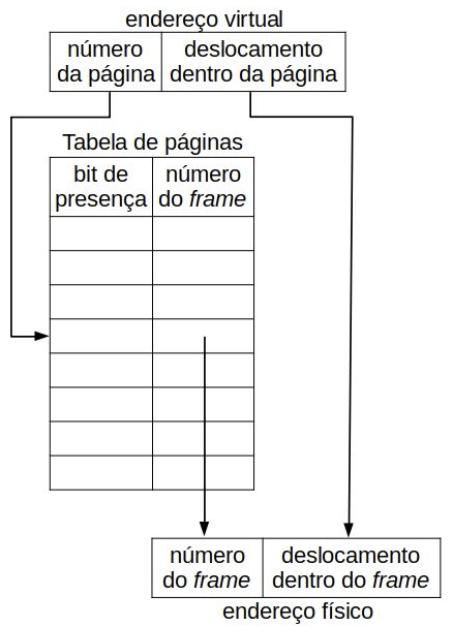 endereço virtual
número deslocamento
da página dentro da página
Tabela de páginas
bit de número
presença do frame
número deslocamento
do frame dentro do frame
endereço físico